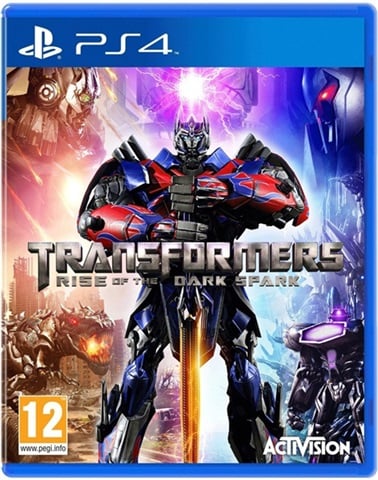 PS4
TRANSFORMERS
RISE OF THE DARK SPARK
12
www.pegi.info
ACTIVISION